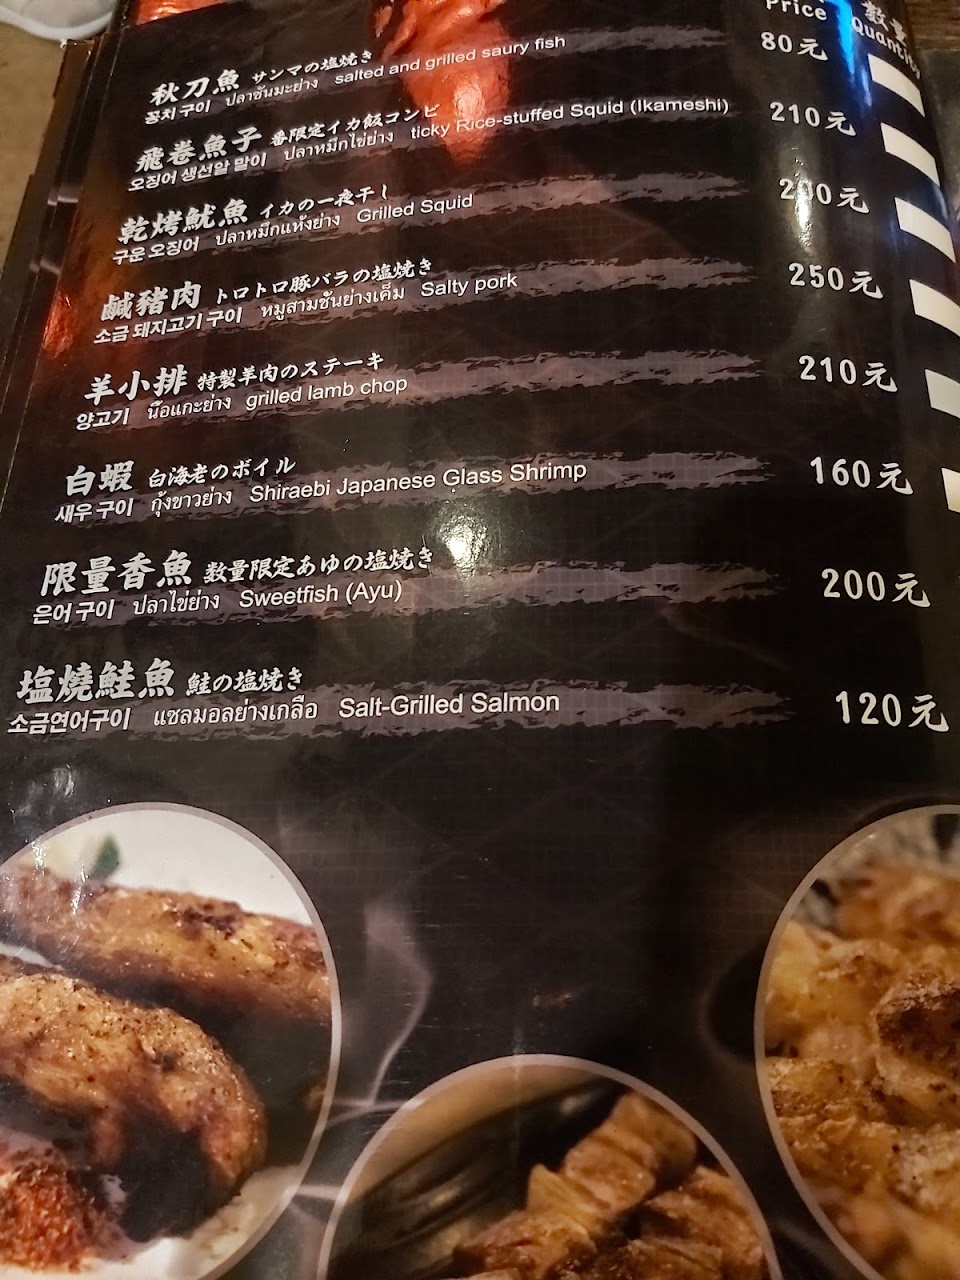 Price
數量
Quantity
秋刀魚 サンマの塩焼き 80元
꽁치구이 ปลาซันมะย่าง salted and grilled saury fish
飛卷魚子 番限定イカ飯コンビ 210元
오징어 생선알 말이 ปลาหมึกไข่ย่าง ticky Rice-stuffed Squid (Ikameshi)
乾烤魷魚 イカの一夜干し 元
구운 오징어 ปลาหมึกแห้งย่าง Grilled Squid
鹹豬肉 トロトロ豚バラの塩焼き 250元
소금 돼지고기 구이 หมูสามชั้นย่างเค็ม Salty pork
羊小排 特製羊肉のステーキ 210元
양고기 เนื้อแกะย่าง grilled lamb chop
白蝦 白海老のボイル 160元
새우구이 กุ้งขาวย่าง Shiraebi Japanese Glass Shrimp
限量香魚 数量限定あゆの塩焼き 200元
은어구이 ปลาไข่ย่าง Sweetfish (Ayu)
塩燒鮭魚 鮭の塩焼き 120元
소금연어구이 แซลมอลย่างเกลือ Salt-Grilled Salmon